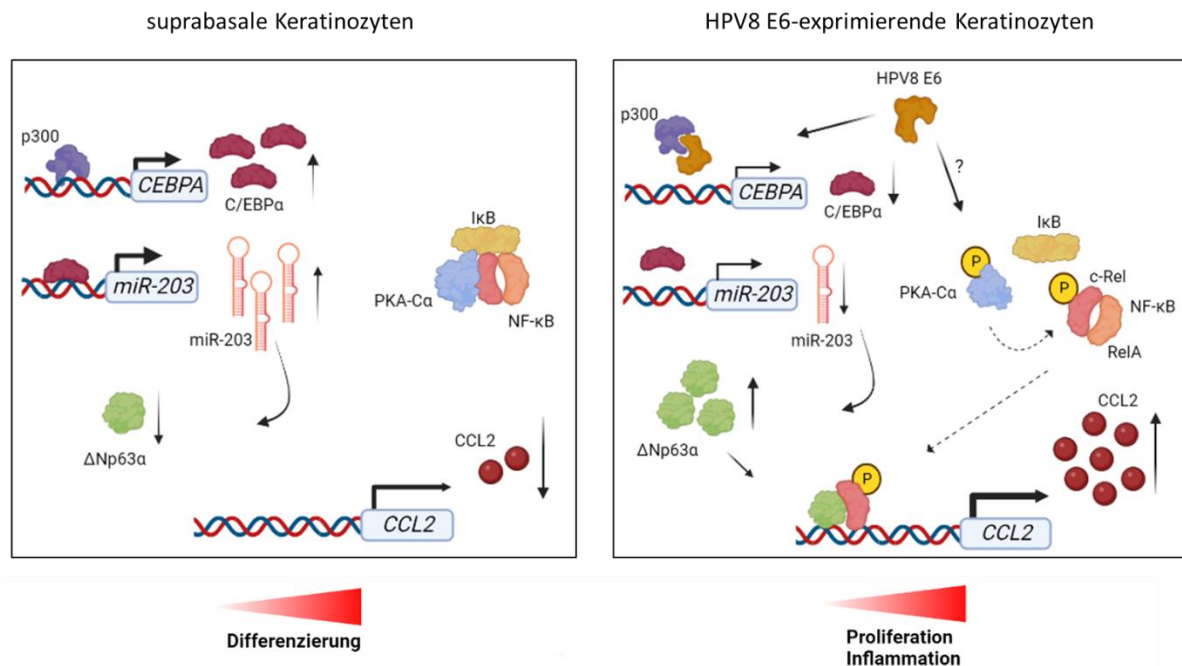 suprabasale Keratinozyten
p300
CEBPA
C/EBPα
miR-203
miR-203
IκB
PKA-Cα
NF-κB
ΔNp63α
CCL2
CCL2
Differenzierung
HPV8 E6-exprimierende Keratinozyten
HPV8 E6
p300
?
CEBPA
C/EBPα
IκB
P
PKA-Cα
P
c-Rel
NF-κB
RelA
miR-203
miR-203
ΔNp63α
CCL2
P
CCL2
Proliferation
Inflammation